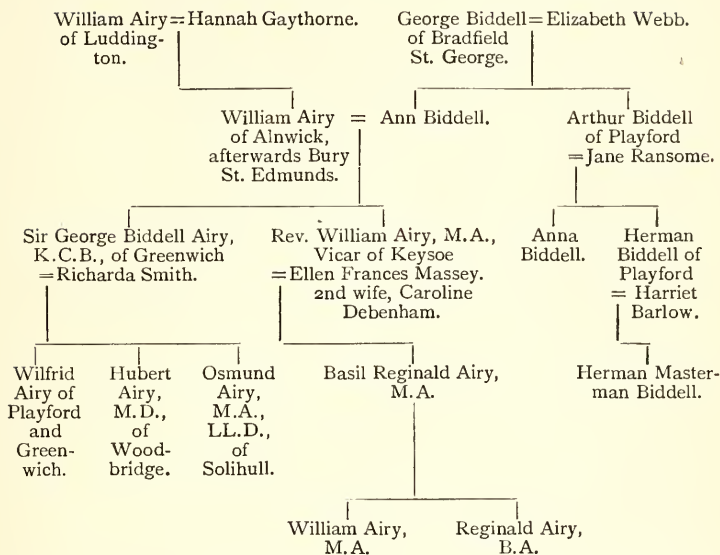 William Airy = Hannah Gaythorne.
of Ludding-
ton.
George Biddell = Elizabeth Webb.
of Bradfield
St. George.
William Airy = Ann Biddell.
of Alnwick,
afterwards Bury
St. Edmunds.
Arthur Biddell
of Playford
=Jane Ransome.
Sir George Biddell Airy,
K.C.B., of Greenwich
=Richarda Smith.
Rev. William Airy, M.A.,
Vicar of Keysoe
=Ellen Frances Massey.
2nd wife, Caroline
Debenham.
Anna
Biddell.
Herman
Biddell of
Playford
= Harriet
Barlow.
Wilfrid
Airy of
Playford
and
Green-
wich.
Hubert
Airy,
M.D.,
of
Wood-
bridge.
Osmund
Airy,
M.A.,
LL.D.,
of
Solihull.
Basil Reginald Airy,
M.A.
Herman Master-
man Biddell.
William Airy,
M.A.
Reginald Airy,
B.A.